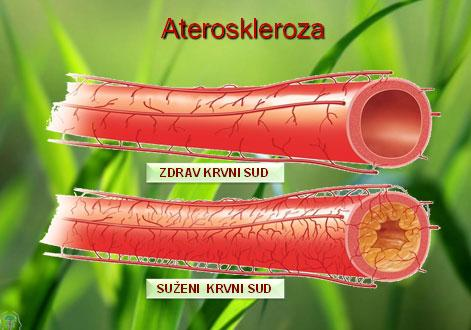 Ateroskleroza
ZDRAV KRVNI SUD
SUŽENI KRVNI SUD